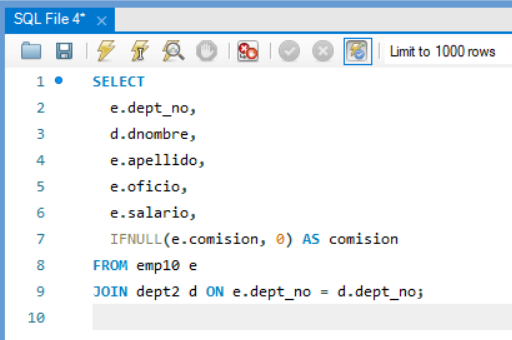 SQL File 4* ×
Limit to 1000 rows
1 SELECT
2 e.dept_no,
3 d.dnombre,
4 e.apellido,
5 e.oficio,
6 e.salario,
7 IFNULL(e.comision, 0) AS comision
8 FROM emp10 e
9 JOIN dept2 d ON e.dept_no = d.dept_no;
10